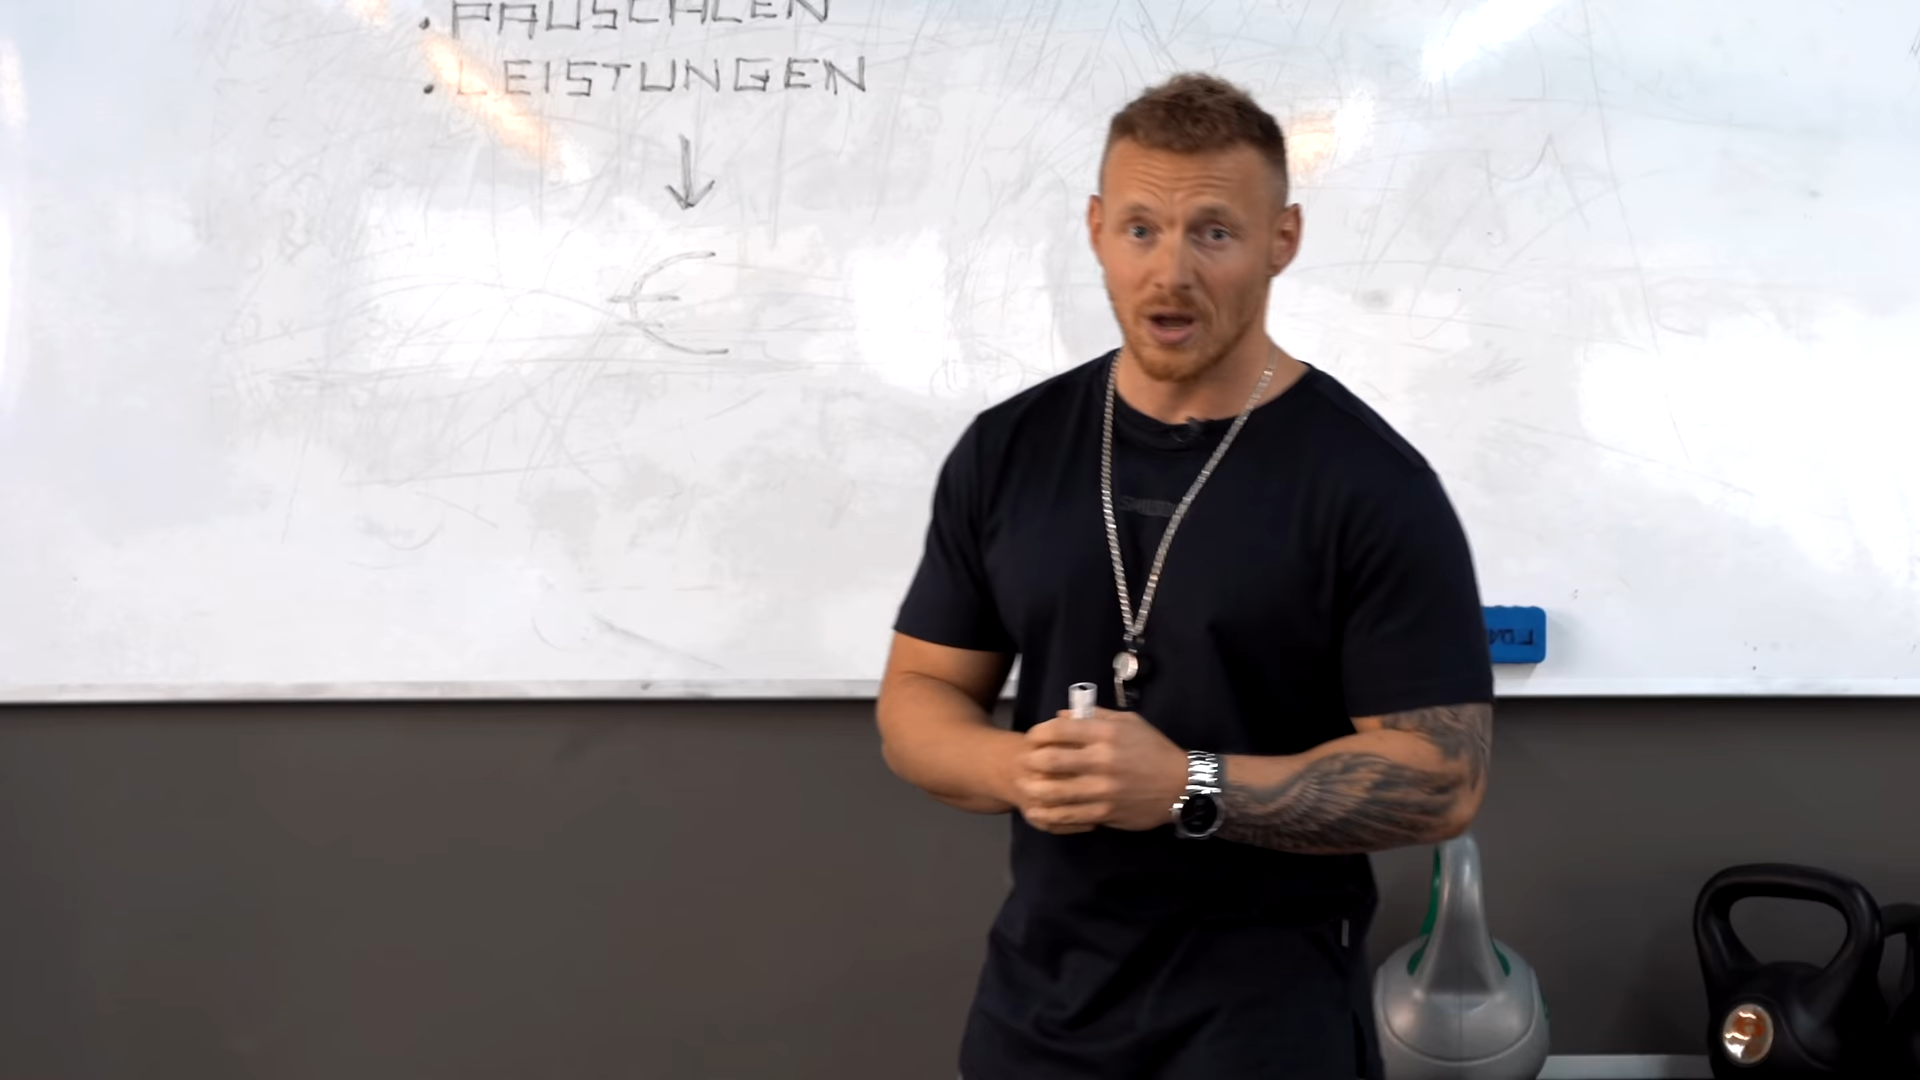 . PAUSCHALEN
. LEISTUNGEN
€